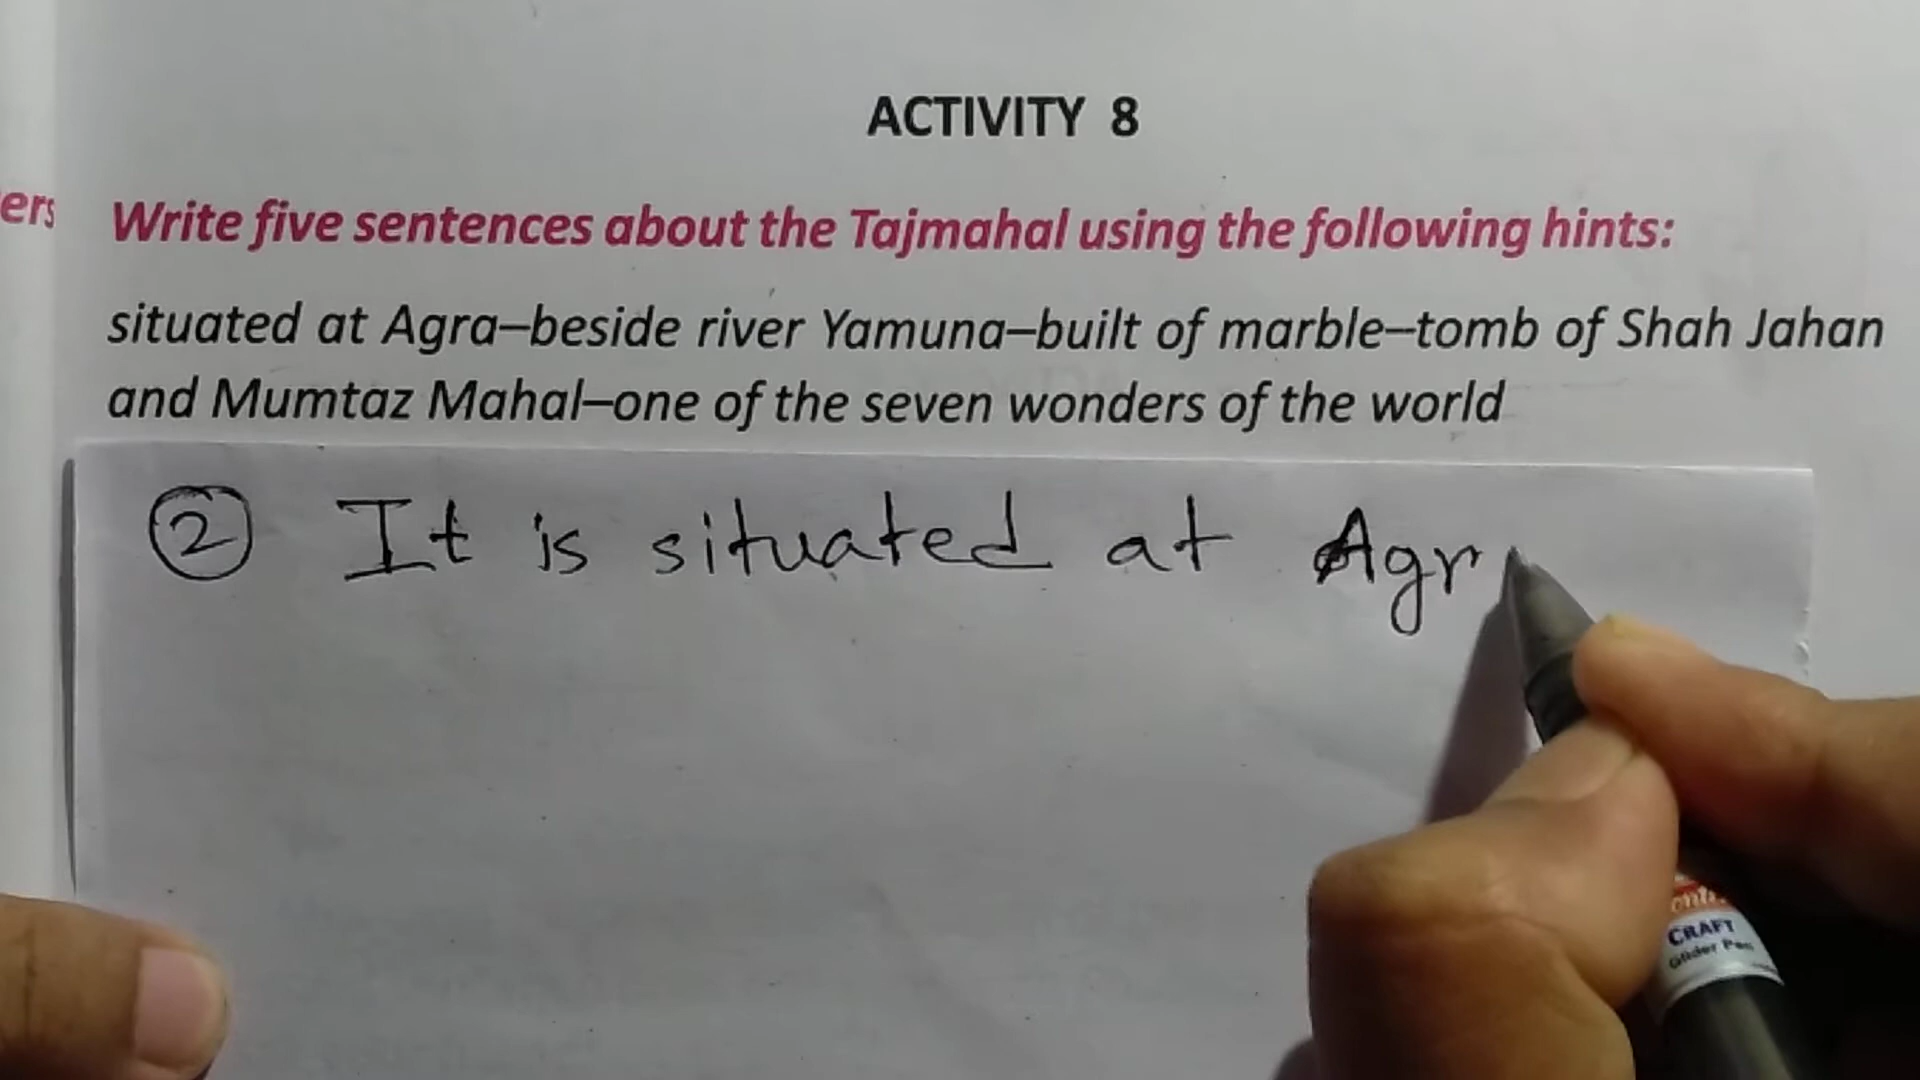 ACTIVITY 8
ers
Write five sentences about the Tajmahal using the following hints:
situated at Agra–beside river Yamuna–built of marble–tomb of Shah Jahan
and Mumtaz Mahal–one of the seven wonders of the world
2 It is situated at Agr
CRAFT
Glider Pen